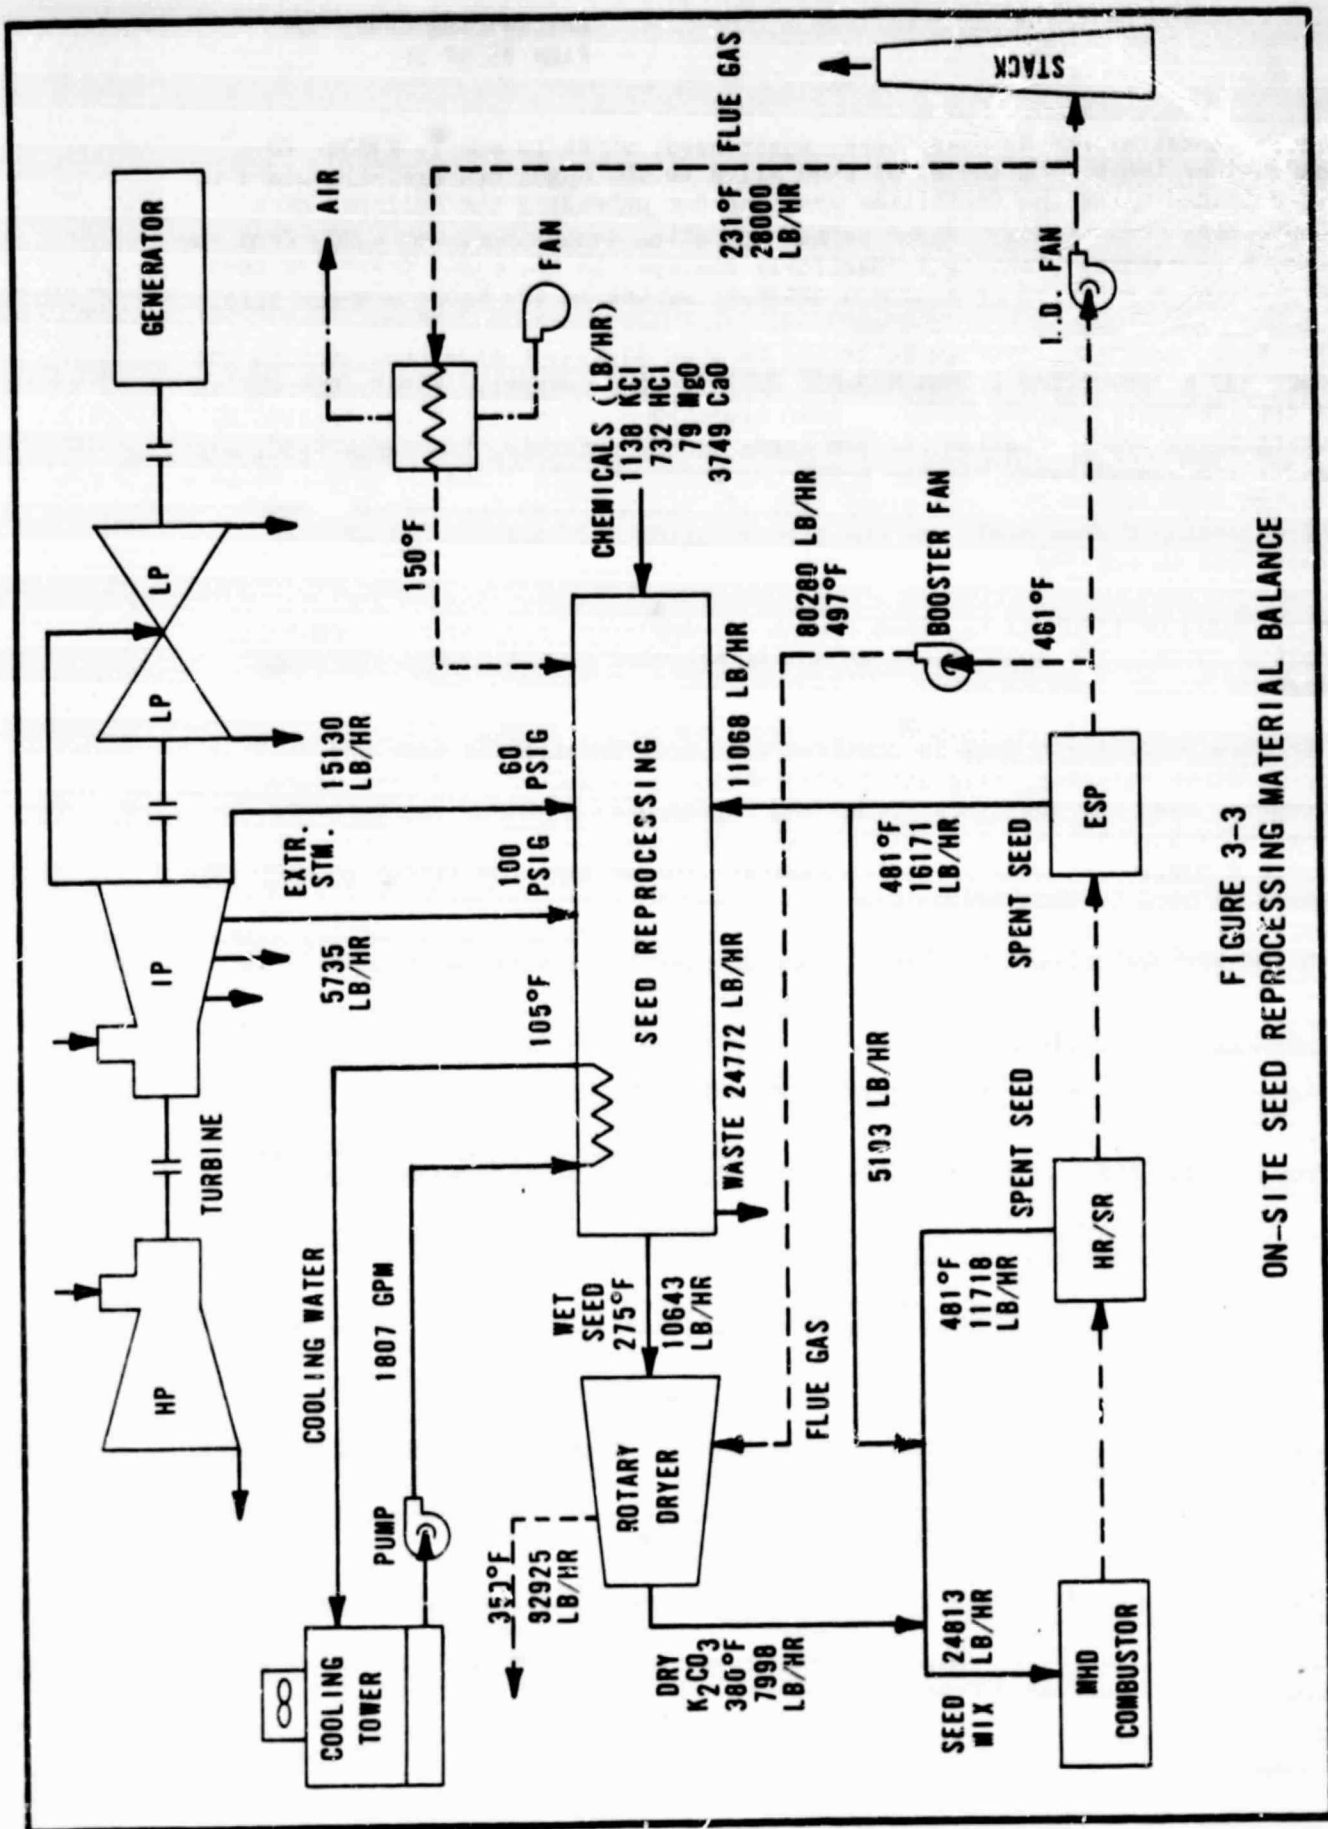 HP
TURBINE
IP
LP
LP
GENERATOR
EXTR.
STM.
5735
LB/HR
15130
LB/HR
AIR
FAN
COOLING WATER
COOLING
TOWER
PUMP
1807 GPM
105°F
100
PSIG
60
PSIG
150°F
231°F FLUE GAS
28000
LB/HR
CHEMICALS (LB/HR)
1138 KCl
732 HCl
79 MgO
3749 CaO
SEED REPROCESSING
WET
SEED
275°F
10643
LB/HR
WASTE 24772 LB/HR
11068 LB/HR
80280 LB/HR
497°F
ROTARY
DRYER
LB/HR
FLUE GAS
BOOSTER FAN
461°F
DRY
K2CO3
380°F
7998
LB/HR
5103 LB/HR
481°F
16171
LB/HR
SPENT SEED
SEED
MIX
24813
LB/HR
481°F
11718
LB/HR
SPENT SEED
MHD
COMBUSTOR
HR/SR
ESP
I.D. FAN
STACK
FIGURE 3-3
ON-SITE SEED REPROCESSING MATERIAL BALANCE